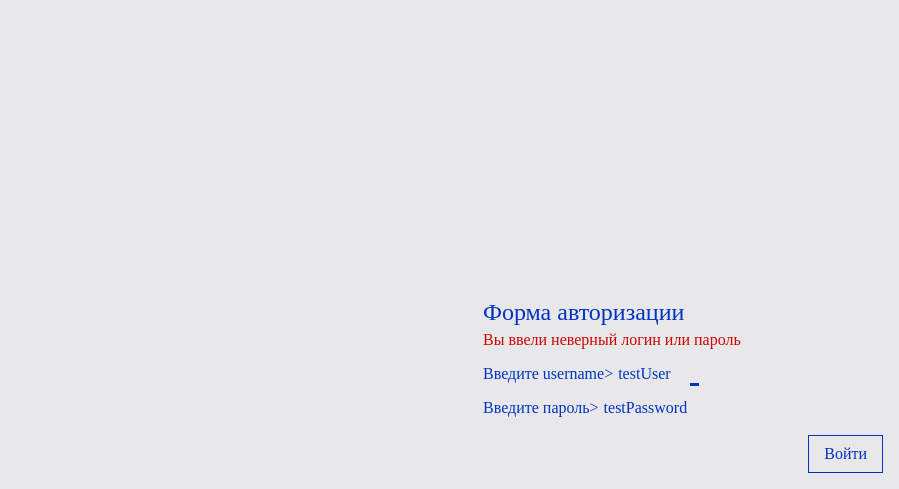 Форма авторизации
Вы ввели неверный логин или пароль
Введите username> testUser
Введите пароль> testPassword
Войти